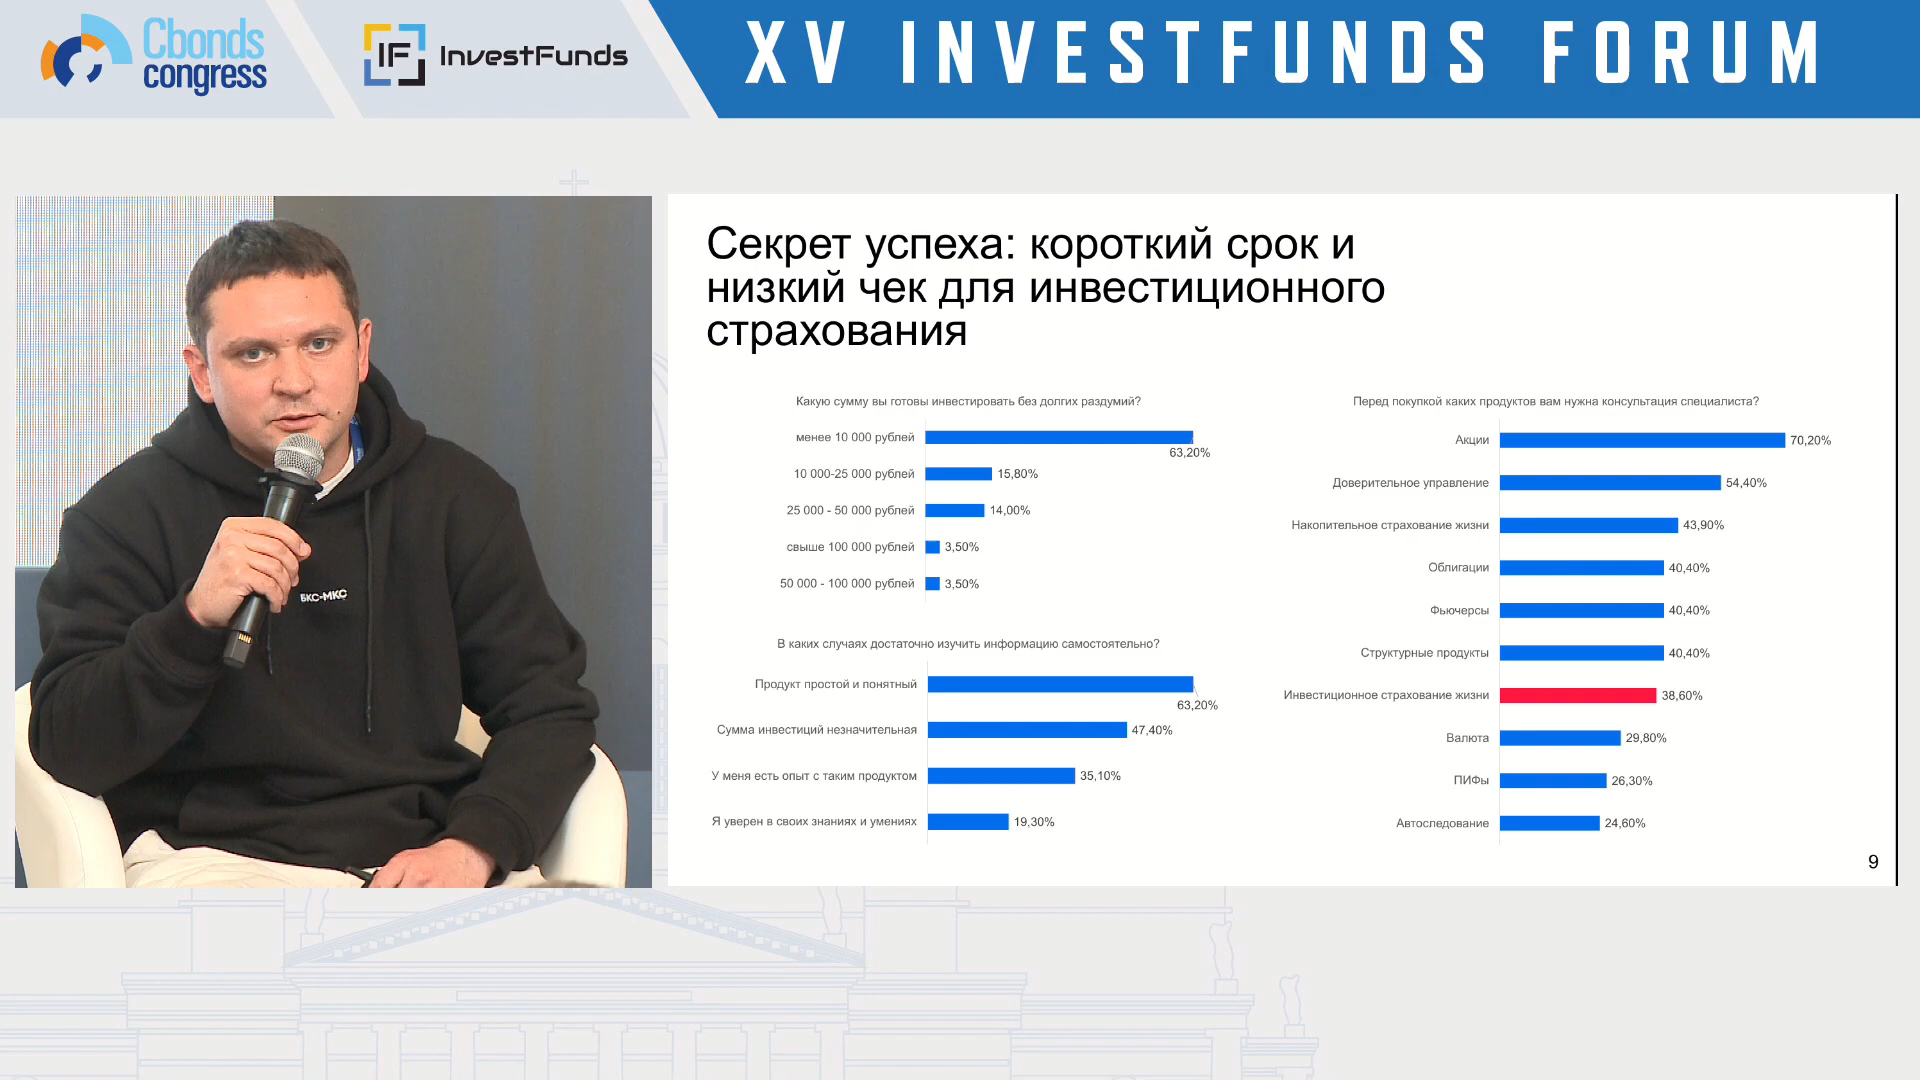 Cbonds
congress
IF InvestFunds
XV INVESTFUNDS FORUM
БКС-МКС
Секрет успеха: короткий срок и
низкий чек для инвестиционного
страхования
Какую сумму вы готовы инвестировать без долгих раздумий?
менее 10 000 рублей 63,20%
10 000-25 000 рублей 15,80%
25 000 - 50 000 рублей 14,00%
свыше 100 000 рублей 3,50%
50 000 - 100 000 рублей 3,50%
В каких случаях достаточно изучить информацию самостоятельно?
Продукт простой и понятный 63,20%
Сумма инвестиций незначительная 47,40%
У меня есть опыт с таким продуктом 35,10%
Я уверен в своих знаниях и умениях 19,30%
Перед покупкой каких продуктов вам нужна консультация специалиста?
Акции 70,20%
Доверительное управление 54,40%
Накопительное страхование жизни 43,90%
Облигации 40,40%
Фьючерсы 40,40%
Структурные продукты 40,40%
Инвестиционное страхование жизни 38,60%
Валюта 29,80%
ПИФы 26,30%
Автоследование 24,60%
9